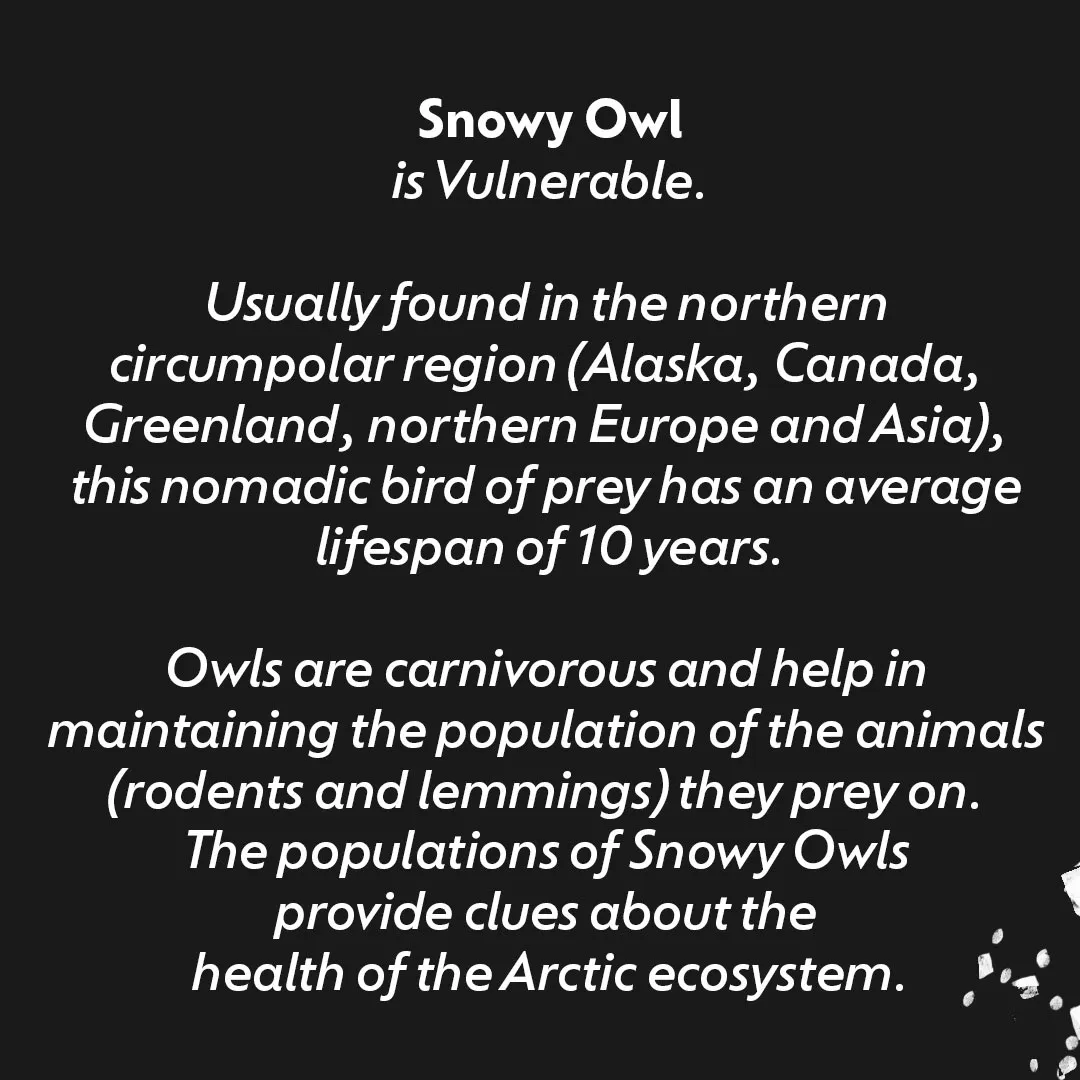 Snowy Owl
is Vulnerable.
Usually found in the northern
circumpolar region (Alaska, Canada,
Greenland, northern Europe and Asia),
this nomadic bird of prey has an average
lifespan of 10 years.
Owls are carnivorous and help in
maintaining the population of the animals
(rodents and lemmings) they prey on.
The populations of Snowy Owls
provide clues about the
health of the Arctic ecosystem.